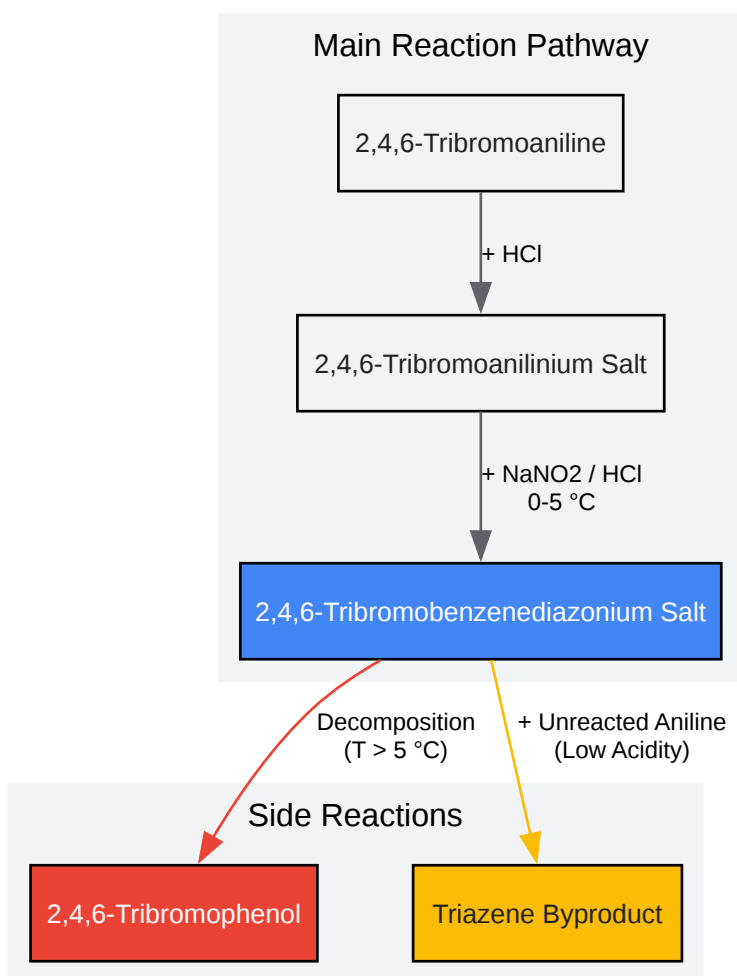 Main Reaction Pathway
2,4,6-Tribromoaniline
+ HCl
2,4,6-Tribromoanilinium Salt
+ NaNO2 / HCl
0-5 °C
2,4,6-Tribromobenzenediazonium Salt
Decomposition
(T > 5 °C)
+ Unreacted Aniline
(Low Acidity)
Side Reactions
2,4,6-Tribromophenol
Triazene Byproduct